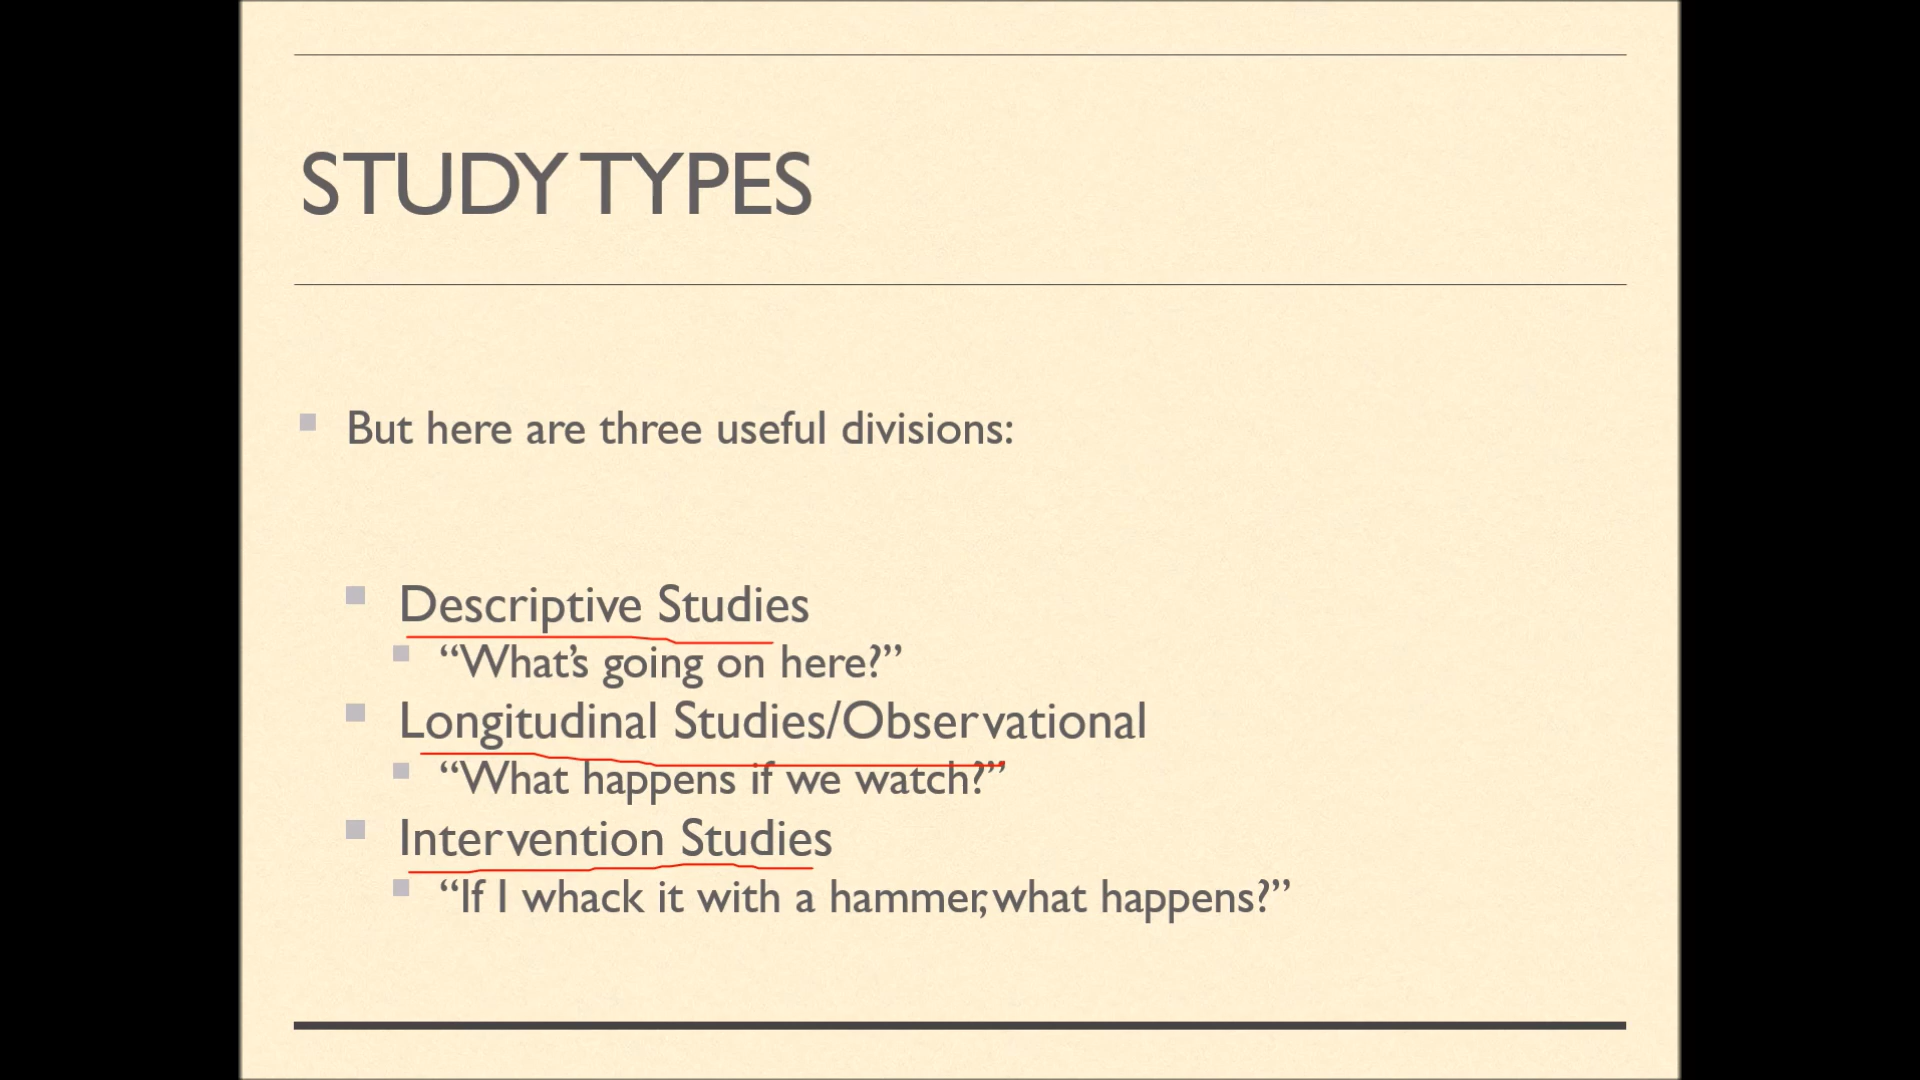 STUDY TYPES
But here are three useful divisions:
Descriptive Studies
“What’s going on here?”
Longitudinal Studies/Observational
“What happens if we watch?”
Intervention Studies
“If I whack it with a hammer, what happens?”